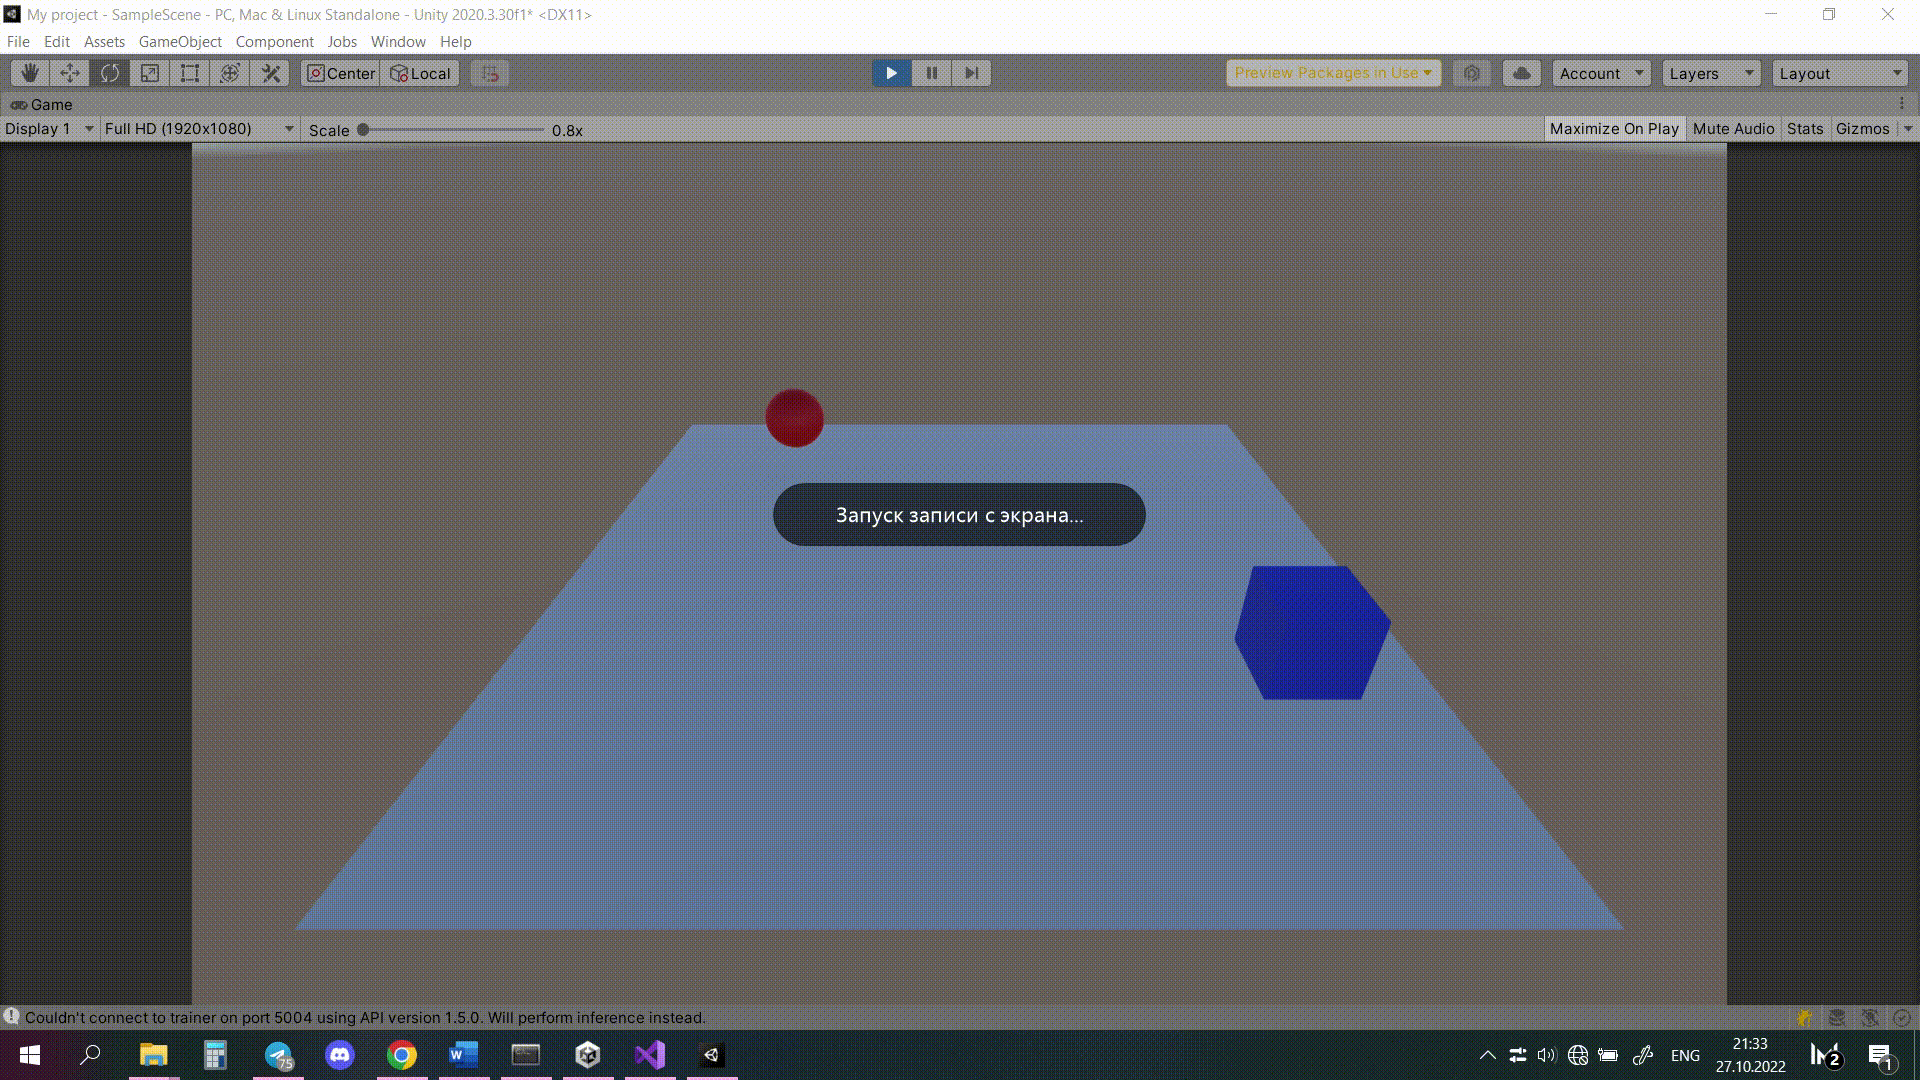 My project - SampleScene - PC, Mac & Linux Standalone - Unity 2020.3.30f1* <DX11>
File Edit Assets GameObject Component Jobs Window Help
Center Local Preview Packages in Use Account Layers Layout
Game
Display 1 Full HD (1920x1080) Scale 0.8x Maximize On Play Mute Audio Stats Gizmos
Запуск записи с экрана...
Couldn't connect to trainer on port 5004 using API version 1.5.0. Will perform inference instead.
75
ENG
21:33
27.10.2022
2
1